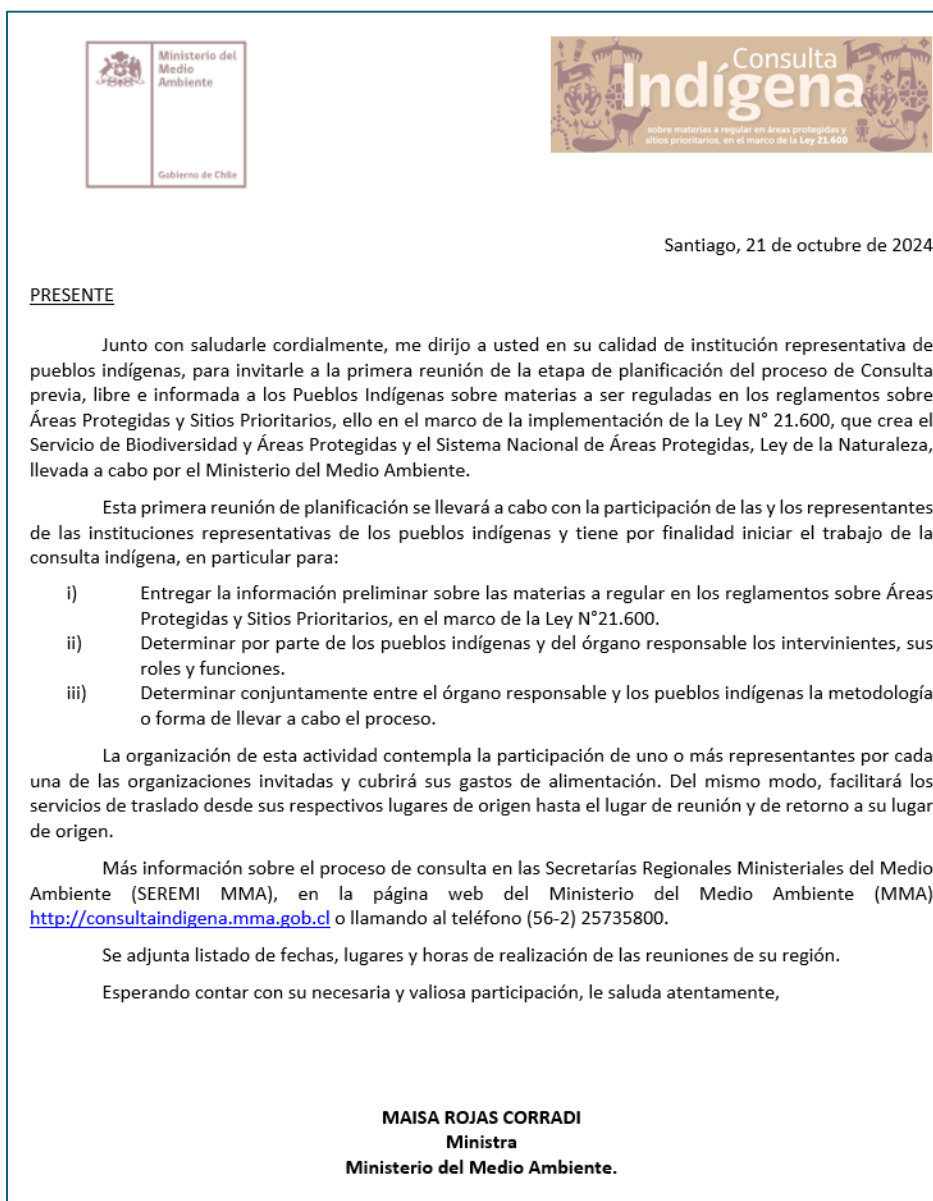 Ministerio del
Medio
Ambiente
Gobierno de Chile
Consulta
Indígena
sobre materias a regular en áreas protegidas y
sitios prioritarios, en el marco de la Ley 21.600
Santiago, 21 de octubre de 2024
PRESENTE
Junto con saludarle cordialmente, me dirijo a usted en su calidad de institución representativa de
pueblos indígenas, para invitarle a la primera reunión de la etapa de planificación del proceso de Consulta
previa, libre e informada a los Pueblos Indígenas sobre materias a ser reguladas en los reglamentos sobre
Áreas Protegidas y Sitios Prioritarios, ello en el marco de la implementación de la Ley N° 21.600, que crea el
Servicio de Biodiversidad y Áreas Protegidas y el Sistema Nacional de Áreas Protegidas, Ley de la Naturaleza,
llevada a cabo por el Ministerio del Medio Ambiente.
Esta primera reunión de planificación se llevará a cabo con la participación de las y los representantes
de las instituciones representativas de los pueblos indígenas y tiene por finalidad iniciar el trabajo de la
consulta indígena, en particular para:
i) Entregar la información preliminar sobre las materias a regular en los reglamentos sobre Áreas
Protegidas y Sitios Prioritarios, en el marco de la Ley N°21.600.
ii) Determinar por parte de los pueblos indígenas y del órgano responsable los intervinientes, sus
roles y funciones.
iii) Determinar conjuntamente entre el órgano responsable y los pueblos indígenas la metodología
o forma de llevar a cabo el proceso.
La organización de esta actividad contempla la participación de uno o más representantes por cada
una de las organizaciones invitadas y cubrirá sus gastos de alimentación. Del mismo modo, facilitará los
servicios de traslado desde sus respectivos lugares de origen hasta el lugar de reunión y de retorno a su lugar
de origen.
Más información sobre el proceso de consulta en las Secretarías Regionales Ministeriales del Medio
Ambiente (SEREMI MMA), en la página web del Ministerio del Medio Ambiente (MMA)
http://consultaindigena.mma.gob.cl o llamando al teléfono (56-2) 25735800.
Se adjunta listado de fechas, lugares y horas de realización de las reuniones de su región.
Esperando contar con su necesaria y valiosa participación, le saluda atentamente,
MAISA ROJAS CORRADI
Ministra
Ministerio del Medio Ambiente.